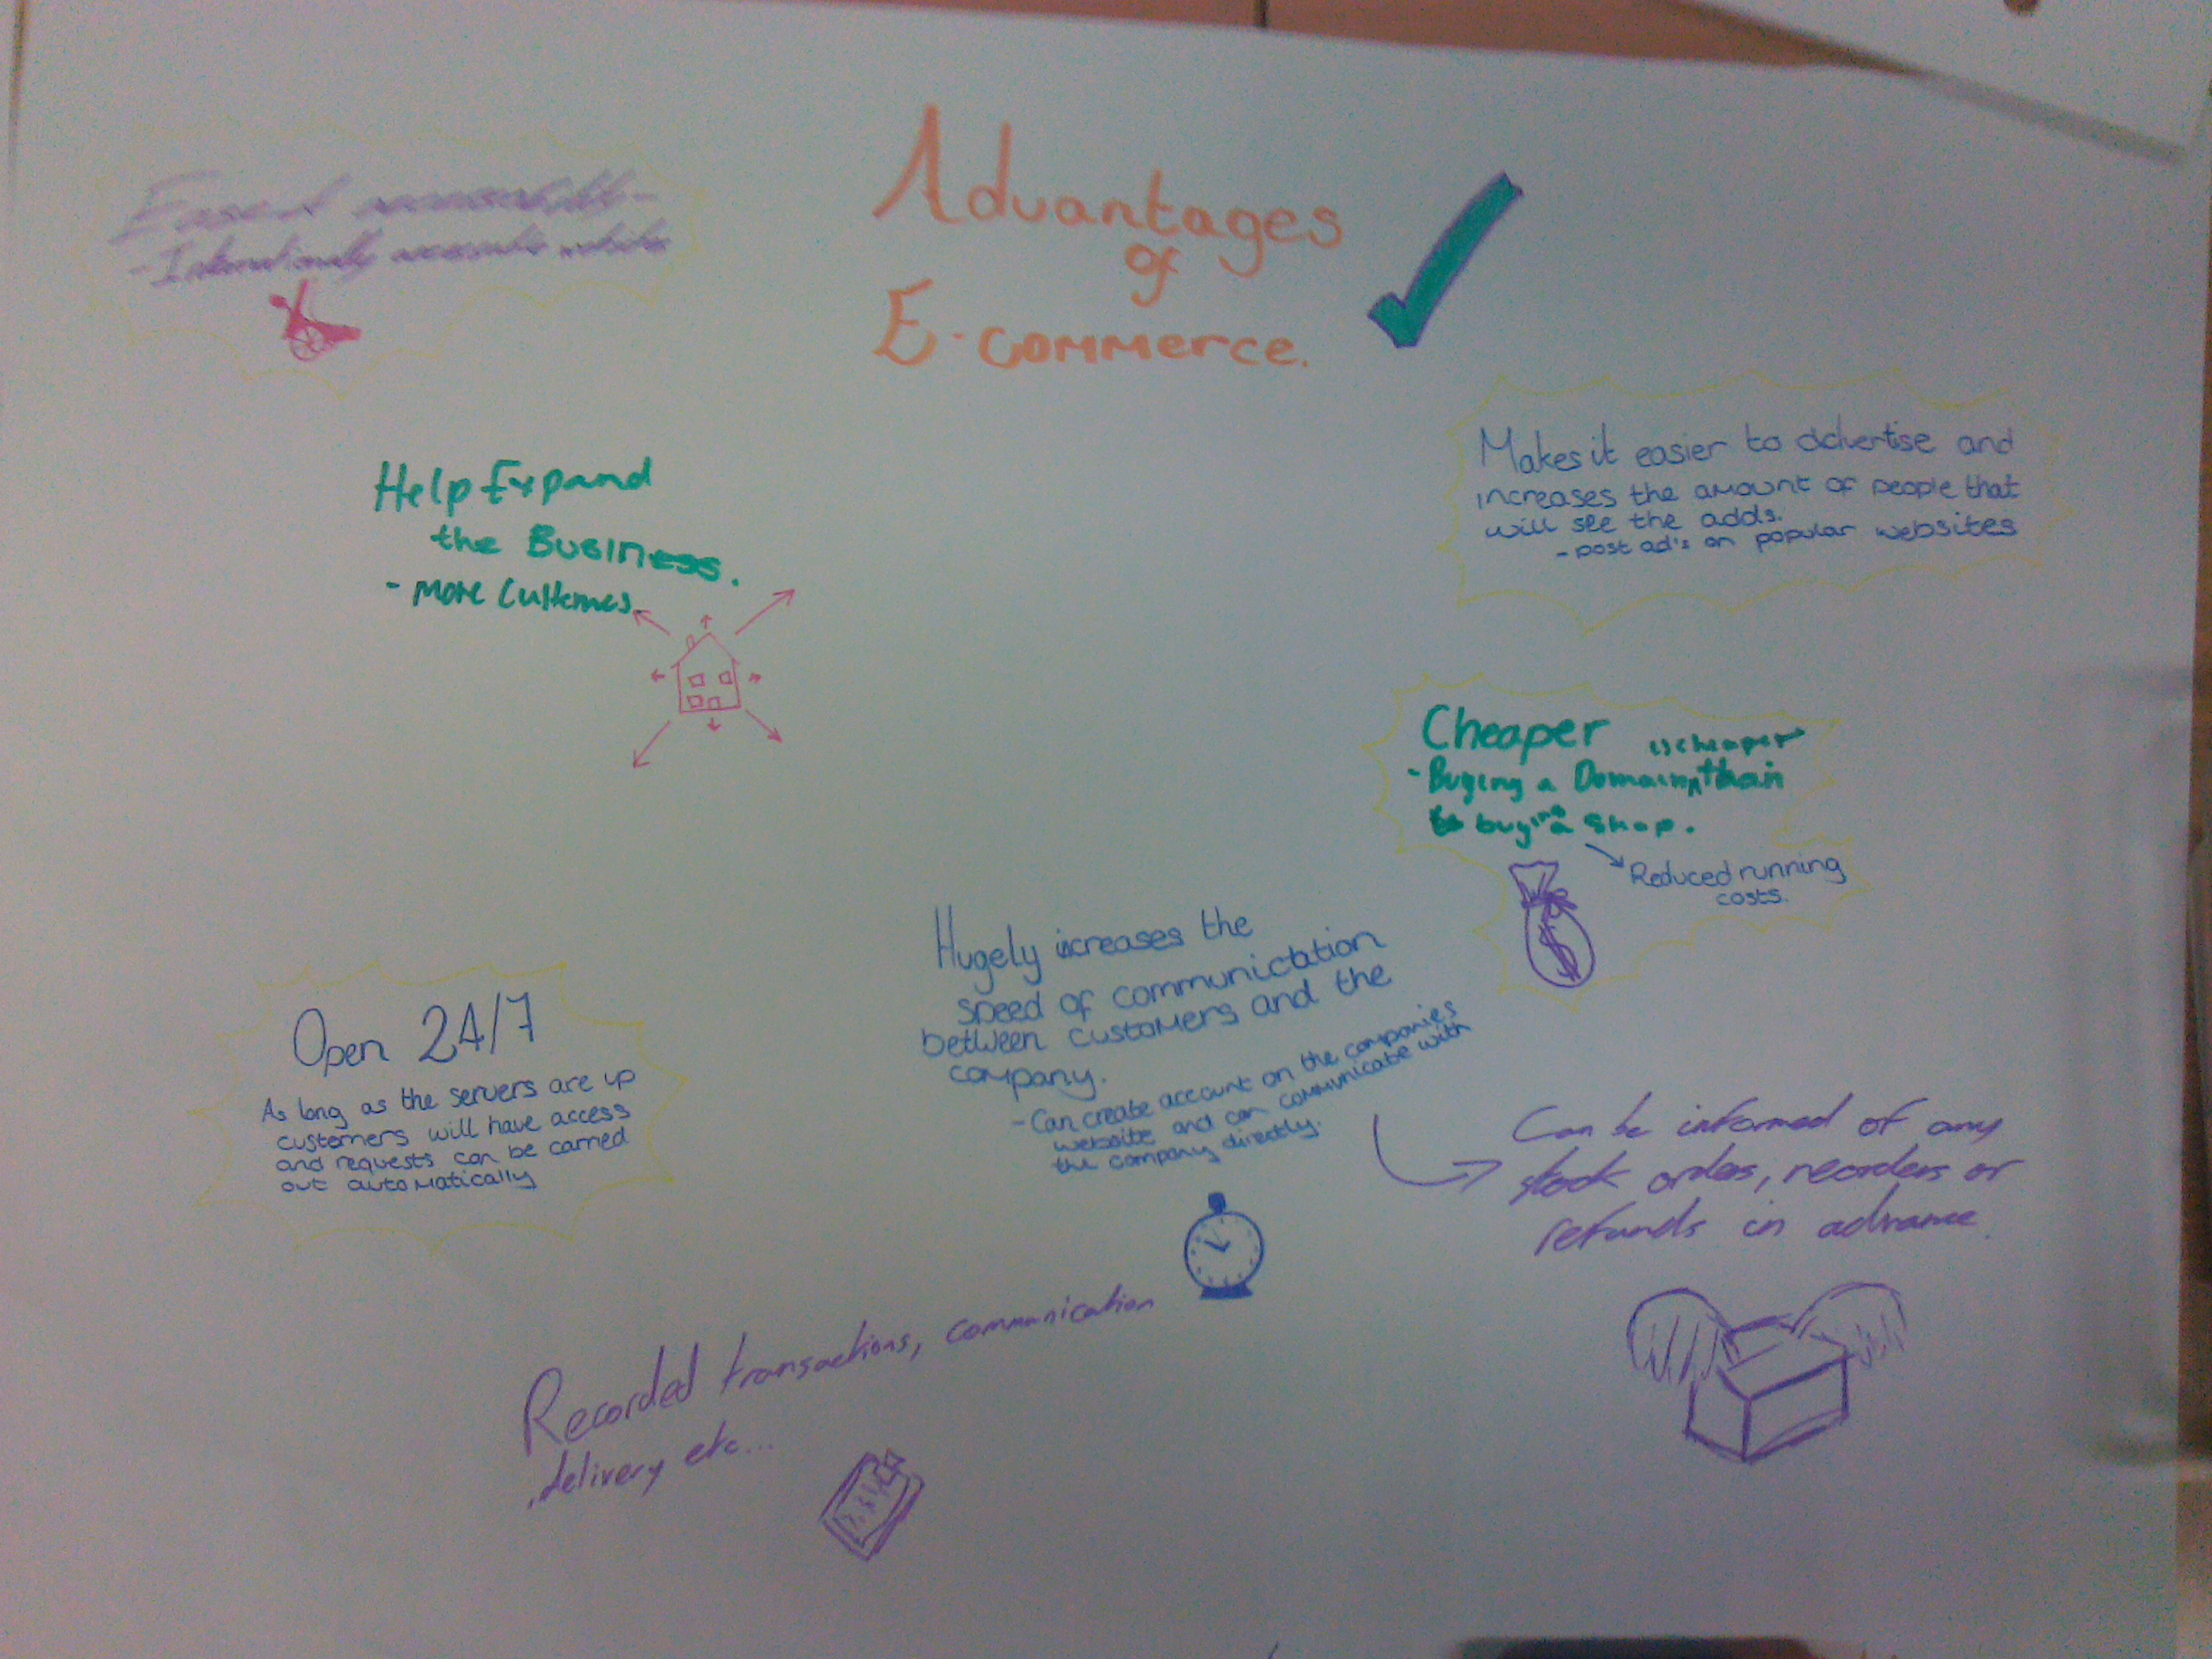 Advantages
of
E-commerce.
- Internationally accessable website
Help Expand
the Business.
- More
Makes it easier to advertise and
increases the amount of people that
will see the adds.
- post ad's on popular websites
Cheaper
is cheaper
- Buying a Domain than
buying a shop.
Reduced running
costs.
Hugely increases the
speed of communication
between customers and the
company.
- Can create account on the companies
website and can communicate with
the company directly.
Open 24/7
As long as the servers are up
customers will have access
and requests can be carried
out automatically
Can be informed of any
stock orders, reorders or
refunds in advance.
Recorded transactions, communication
, delivery etc...
$